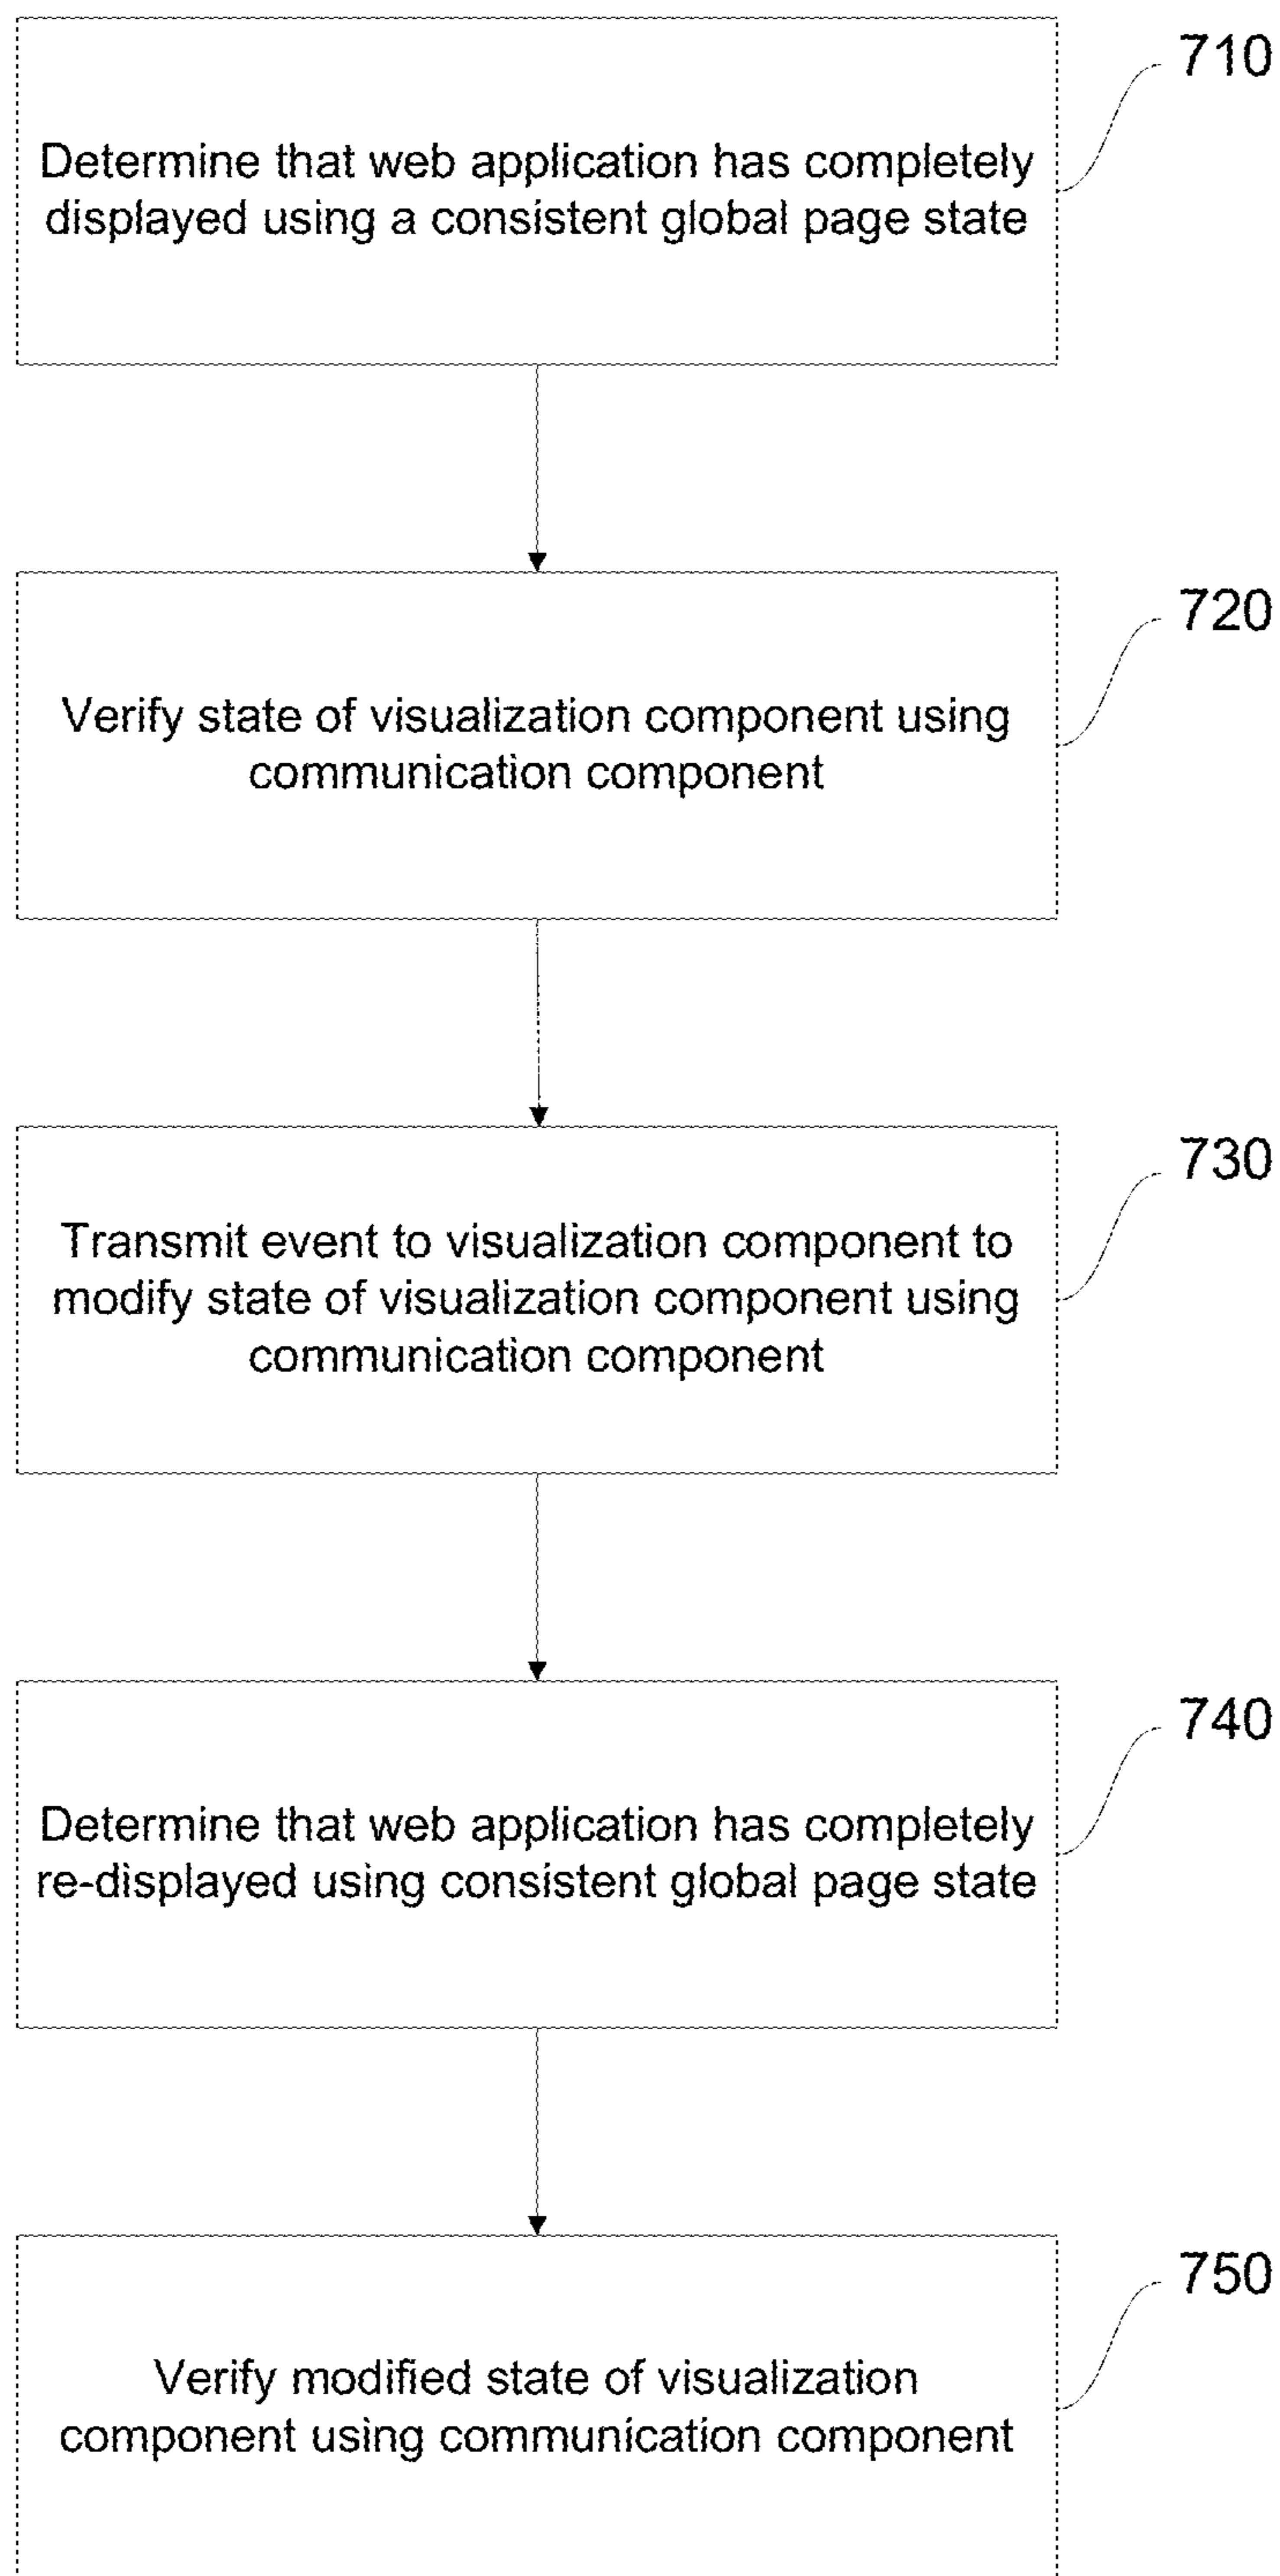 710
Determine that web application has completely
displayed using a consistent global page state
720
Verify state of visualization component using
communication component
730
Transmit event to visualization component to
modify state of visualization component using
communication component
740
Determine that web application has completely
re-displayed using consistent global page state
750
Verify modified state of visualization
component using communication component